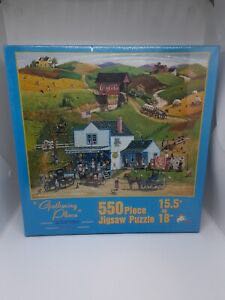 "Gathering
Place"
550 Piece
Jigsaw Puzzle
15.5"
18"